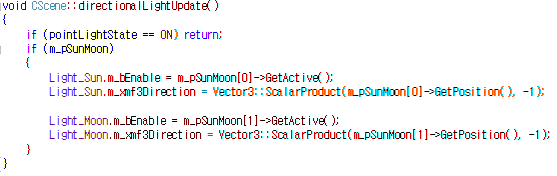 void CScene::directionalLightUpdate()
{
if (pointLightState == ON) return;
if (m_pSunMoon)
{
Light_Sun.m_bEnable = m_pSunMoon[0]->GetActive();
Light_Sun.m_xmf3Direction = Vector3::ScalarProduct(m_pSunMoon[0]->GetPosition(), -1);
Light_Moon.m_bEnable = m_pSunMoon[1]->GetActive();
Light_Moon.m_xmf3Direction = Vector3::ScalarProduct(m_pSunMoon[1]->GetPosition(), -1);
}
}